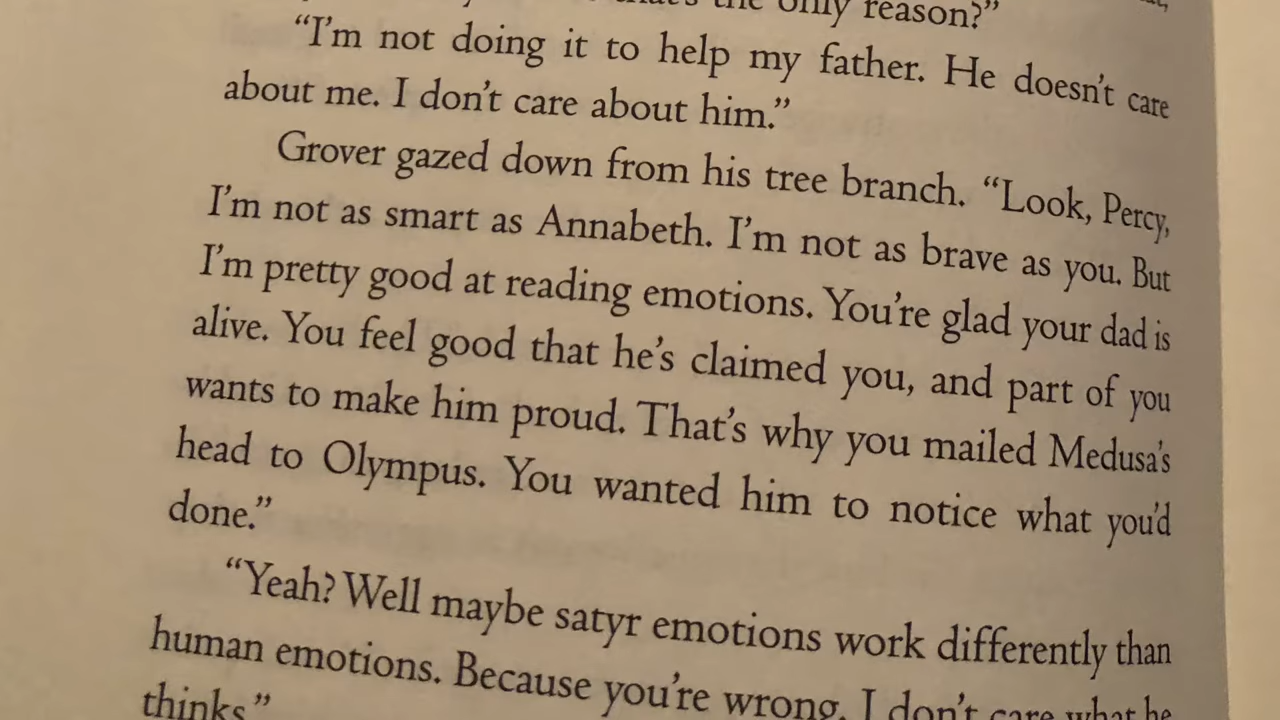 the only reason?”
“I'm not doing it to help my father. He doesn't care
about me. I don't care about him.”
Grover gazed down from his tree branch. “Look, Percy,
I'm not as smart as Annabeth. I'm not as brave as you. But
I'm pretty good at reading emotions. You're glad your dad is
alive. You feel good that he's claimed you, and part of you
wants to make him proud. That's why you mailed Medusa's
head to Olympus. You wanted him to notice what you'd
done.”
“Yeah? Well maybe satyr emotions work differently than
human emotions. Because you're wrong. I don't care what he
thinks.”